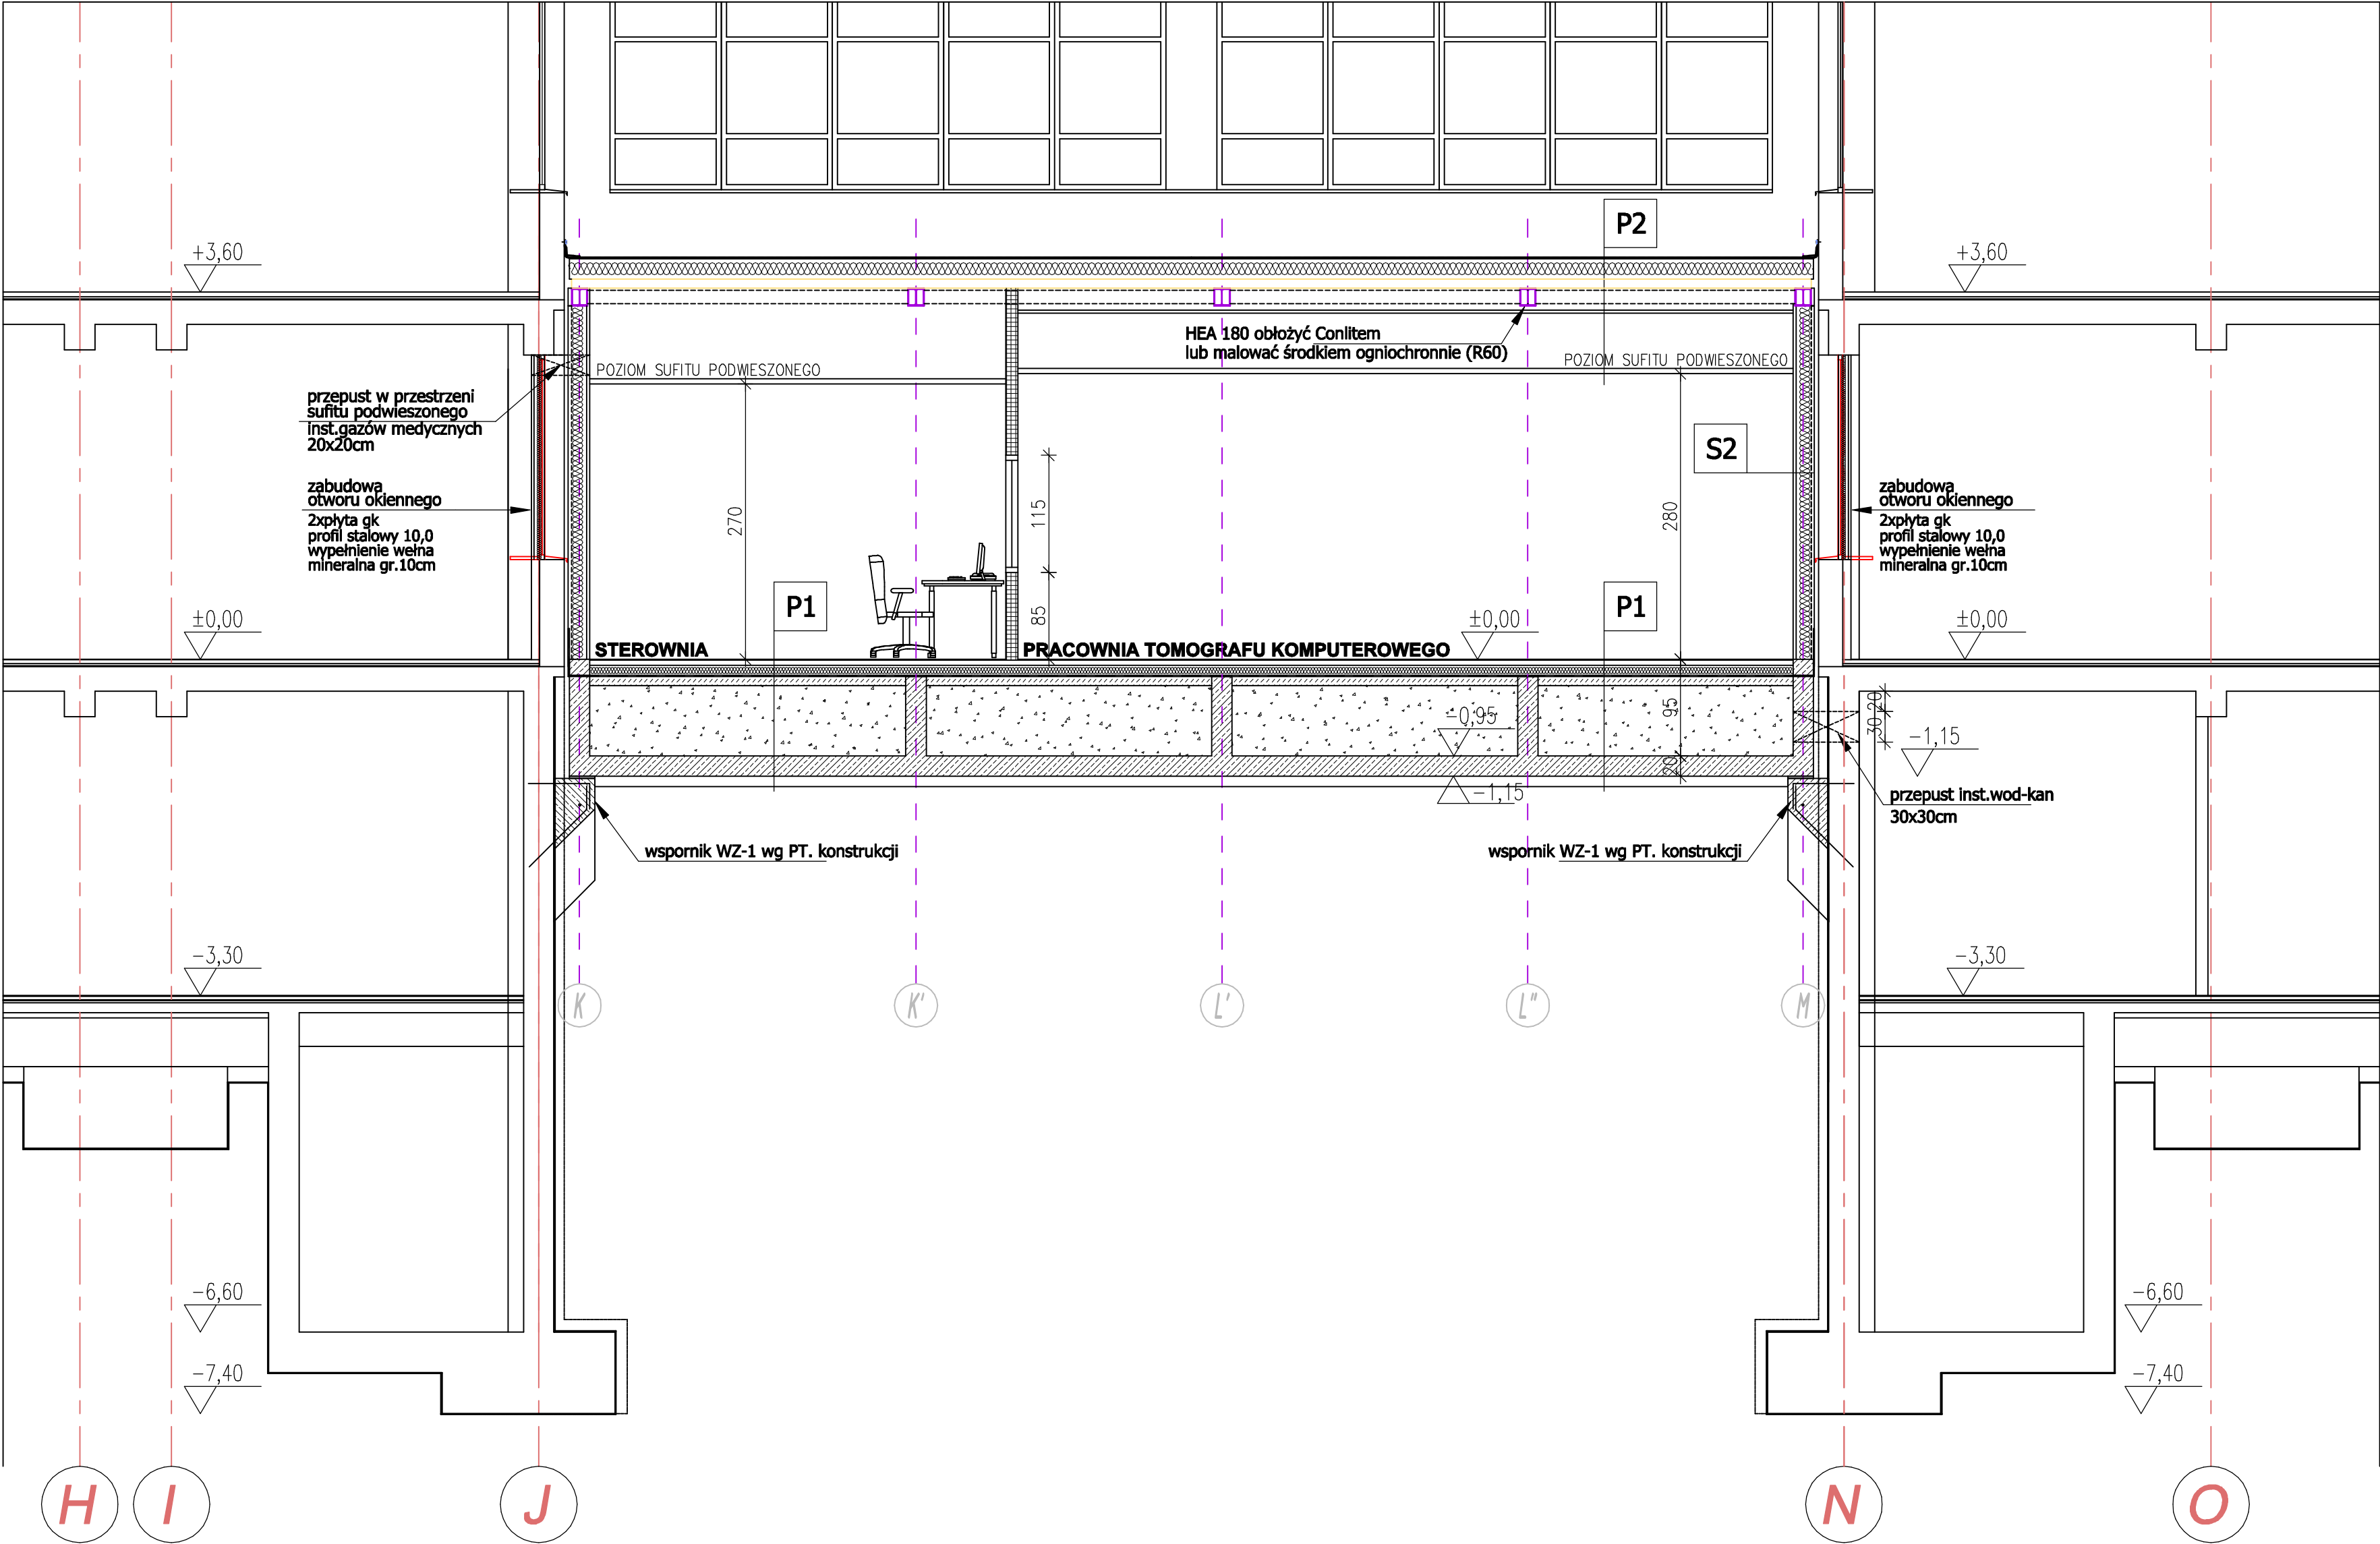 P2
+3,60
+3,60
HEA 180 obłożyć Conlitem
lub malować środkiem ogniochronnie (R60)
POZIOM SUFITU PODWIESZONEGO
POZIOM SUFITU PODWIESZONEGO
przepust w przestrzeni
sufitu podwieszonego
inst.gazów medycznych
20x20cm
S2
zabudowa
otworu okiennego
2xpłyta gk
profil stalowy 10,0
wypełnienie wełna
mineralna gr.10cm
zabudowa
otworu okiennego
2xpłyta gk
profil stalowy 10,0
wypełnienie wełna
mineralna gr.10cm
270
115
280
85
P1
P1
±0,00
±0,00
±0,00
STEROWNIA
PRACOWNIA TOMOGRAFU KOMPUTEROWEGO
95
20
-0,95
-1,15
20
30
-1,15
przepust inst.wod-kan
30x30cm
wspornik WZ-1 wg PT. konstrukcji
wspornik WZ-1 wg PT. konstrukcji
-3,30
-3,30
K
K'
L'
L"
M
-6,60
-6,60
-7,40
-7,40
H
I
J
N
O